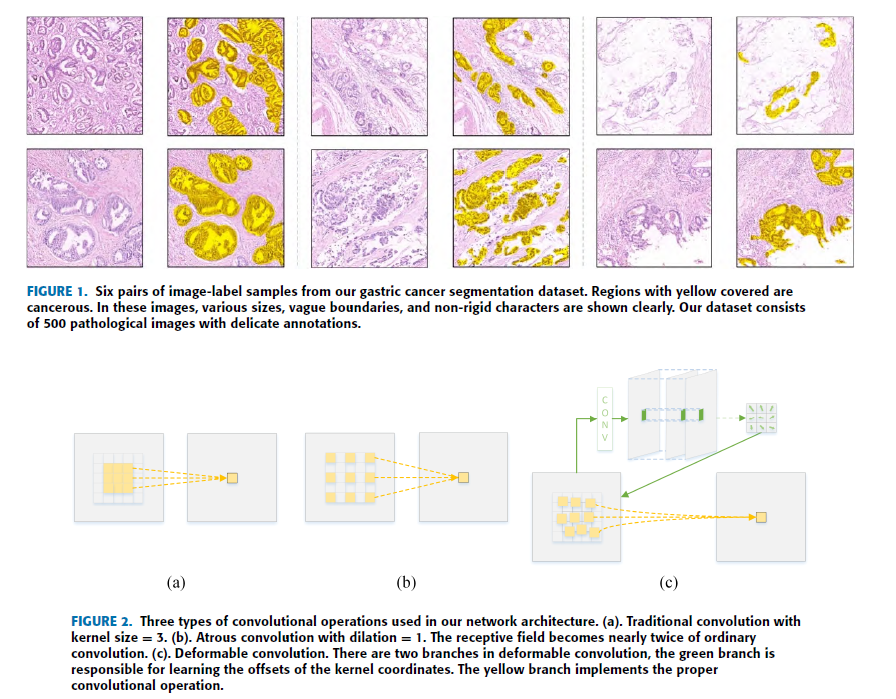 FIGURE 1. Six pairs of image-label samples from our gastric cancer segmentation dataset. Regions with yellow covered are
cancerous. In these images, various sizes, vague boundaries, and non-rigid characters are shown clearly. Our dataset consists
of 500 pathological images with delicate annotations.
C
O
N
V
(a)
(b)
(c)
FIGURE 2. Three types of convolutional operations used in our network architecture. (a). Traditional convolution with
kernel size = 3. (b). Atrous convolution with dilation = 1. The receptive field becomes nearly twice of ordinary
convolution. (c). Deformable convolution. There are two branches in deformable convolution, the green branch is
responsible for learning the offsets of the kernel coordinates. The yellow branch implements the proper
convolutional operation.